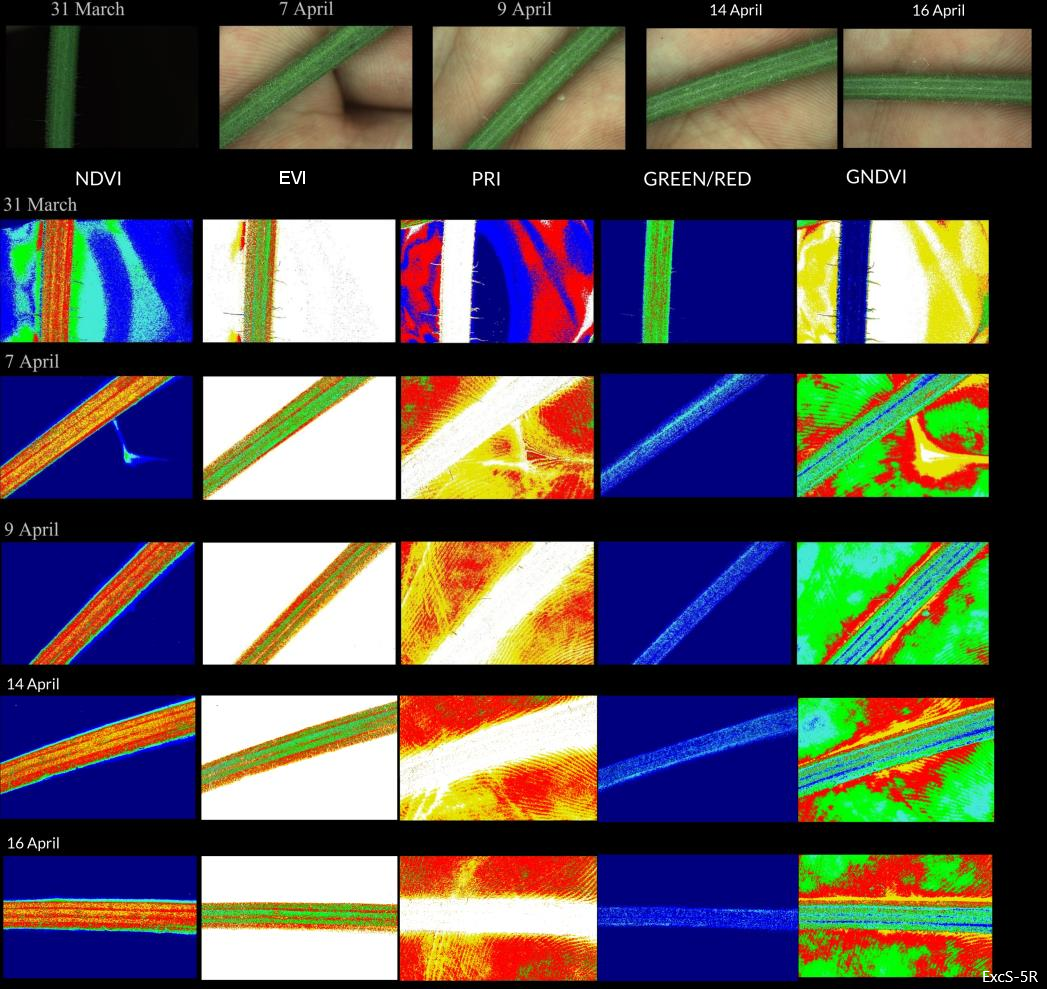 31 March 7 April 9 April 14 April 16 April
NDVI EVI PRI GREEN/RED GNDVI
31 March
7 April
9 April
14 April
16 April
ExcS-5R